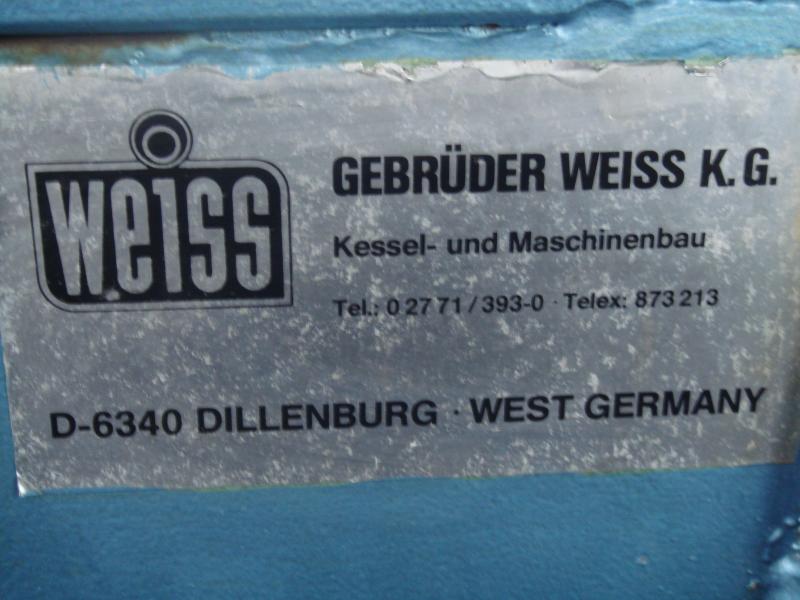 weiss
GEBRÜDER WEISS K.G.
Kessel- und Maschinenbau
Tel.: 0 27 71 / 393-0 · Telex: 873 213
D-6340 DILLENBURG · WEST GERMANY